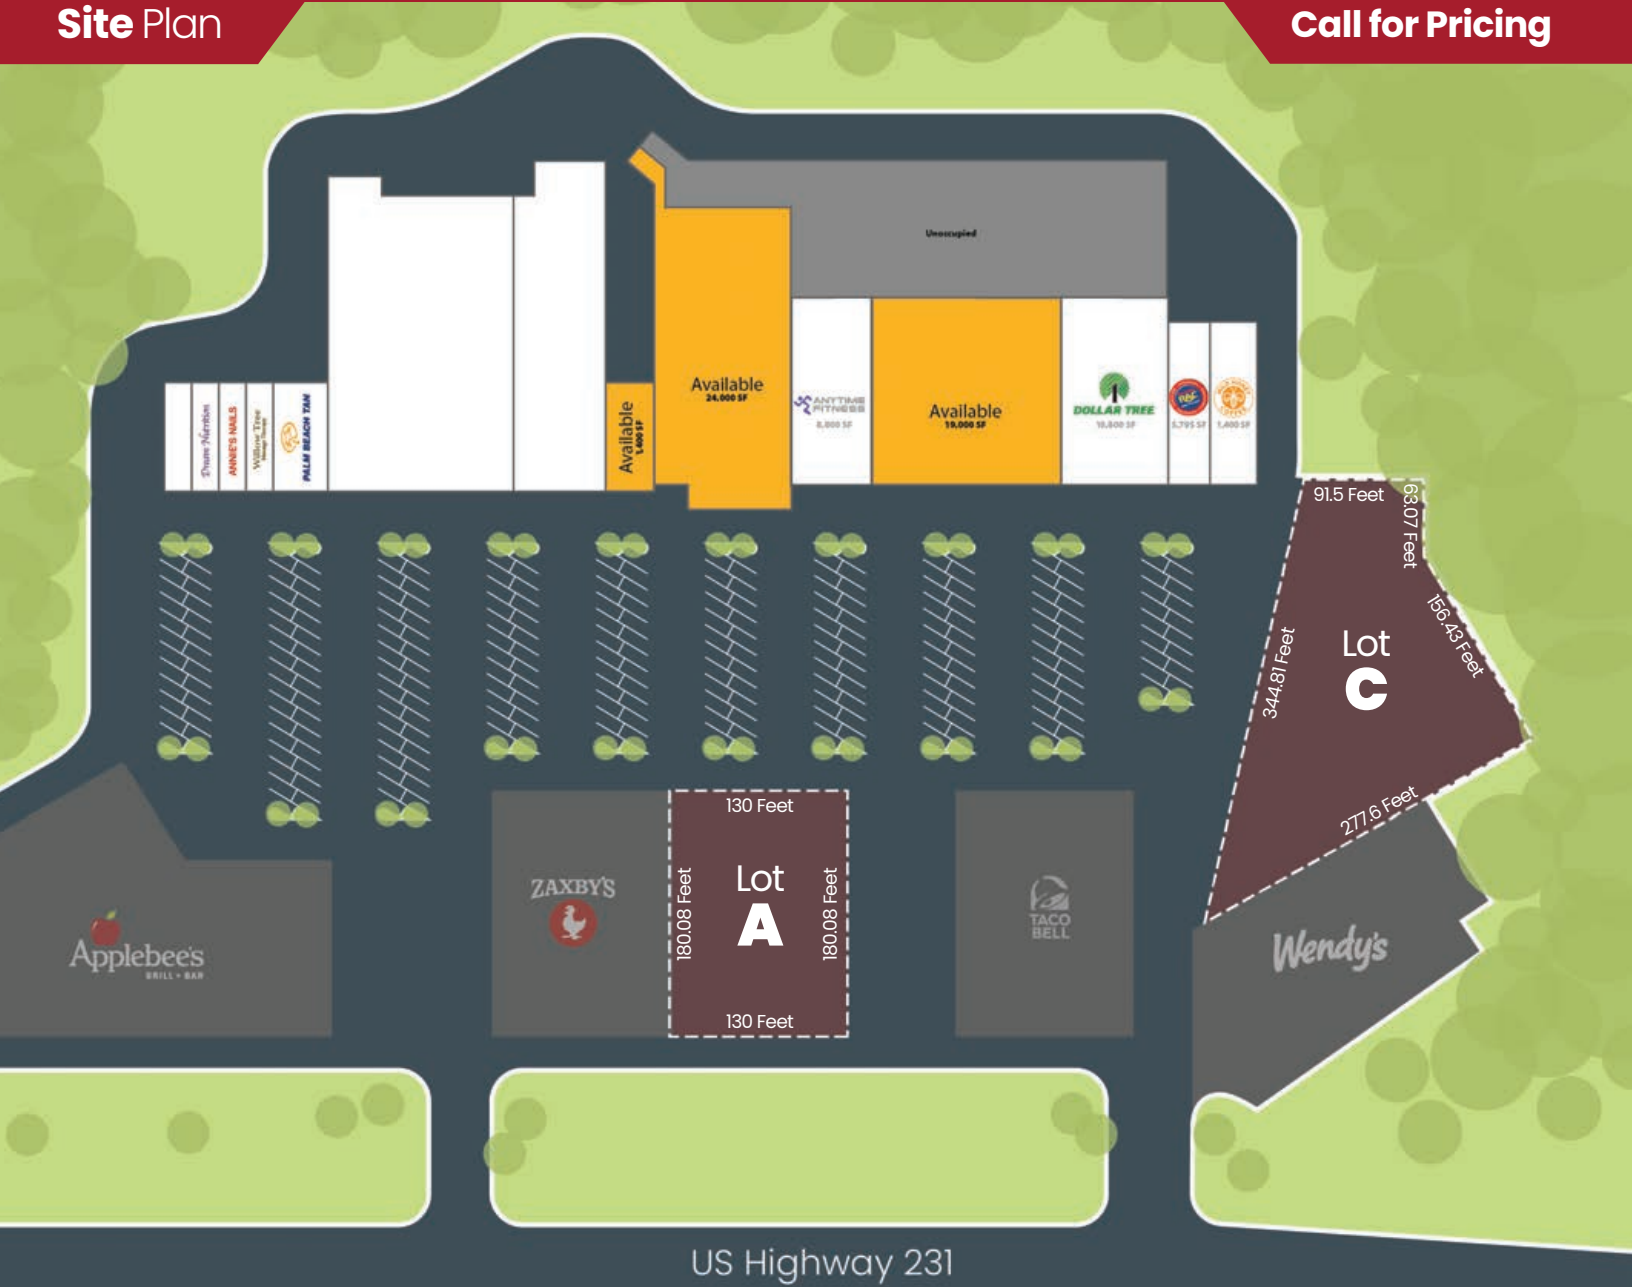 Site Plan
Call for Pricing
Unoccupied
Available
24,000 SF
Available
1,400 SF
ANYTIME
FITNESS
8,800 SF
Available
19,000 SF
DOLLAR TREE
10,800 SF
1,400 SF
ANNIE'S NAILS
Willow Tree
PALM BEACH TAN
91.5 Feet
63.07 Feet
156.43 Feet
344.81 Feet
277.6 Feet
Lot
C
130 Feet
180.08 Feet
Lot
A
180.08 Feet
130 Feet
ZAXBY'S
TACO
BELL
Applebee's
GRILL + BAR
Wendy's
US Highway 231